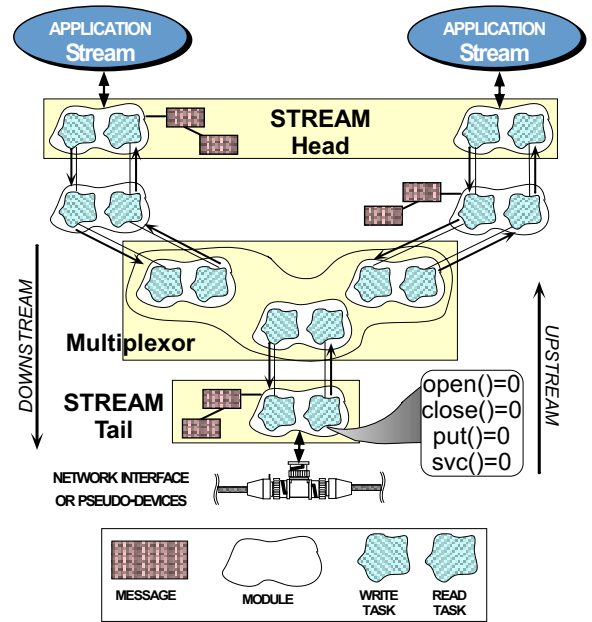 APPLICATION
Stream
APPLICATION
Stream
STREAM
Head
DOWNSTREAM
Multiplexor
UPSTREAM
STREAM
Tail
open()=0
close()=0
put()=0
svc()=0
NETWORK INTERFACE
OR PSEUDO-DEVICES
MESSAGE
MODULE
WRITE
TASK
READ
TASK